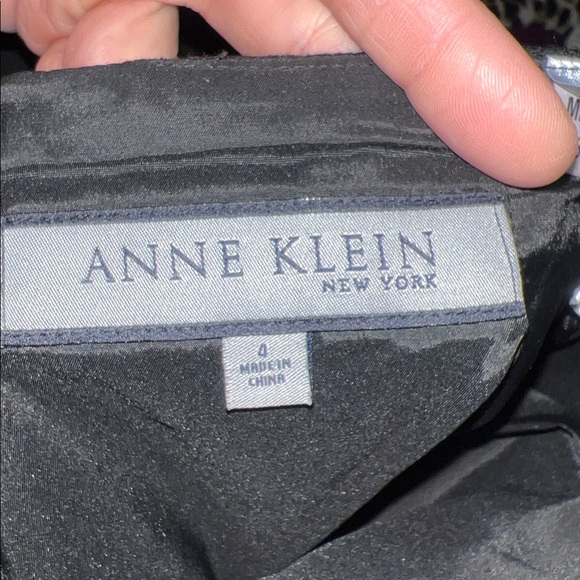 ANNE KLEIN
NEW YORK
4
MADE IN
CHINA